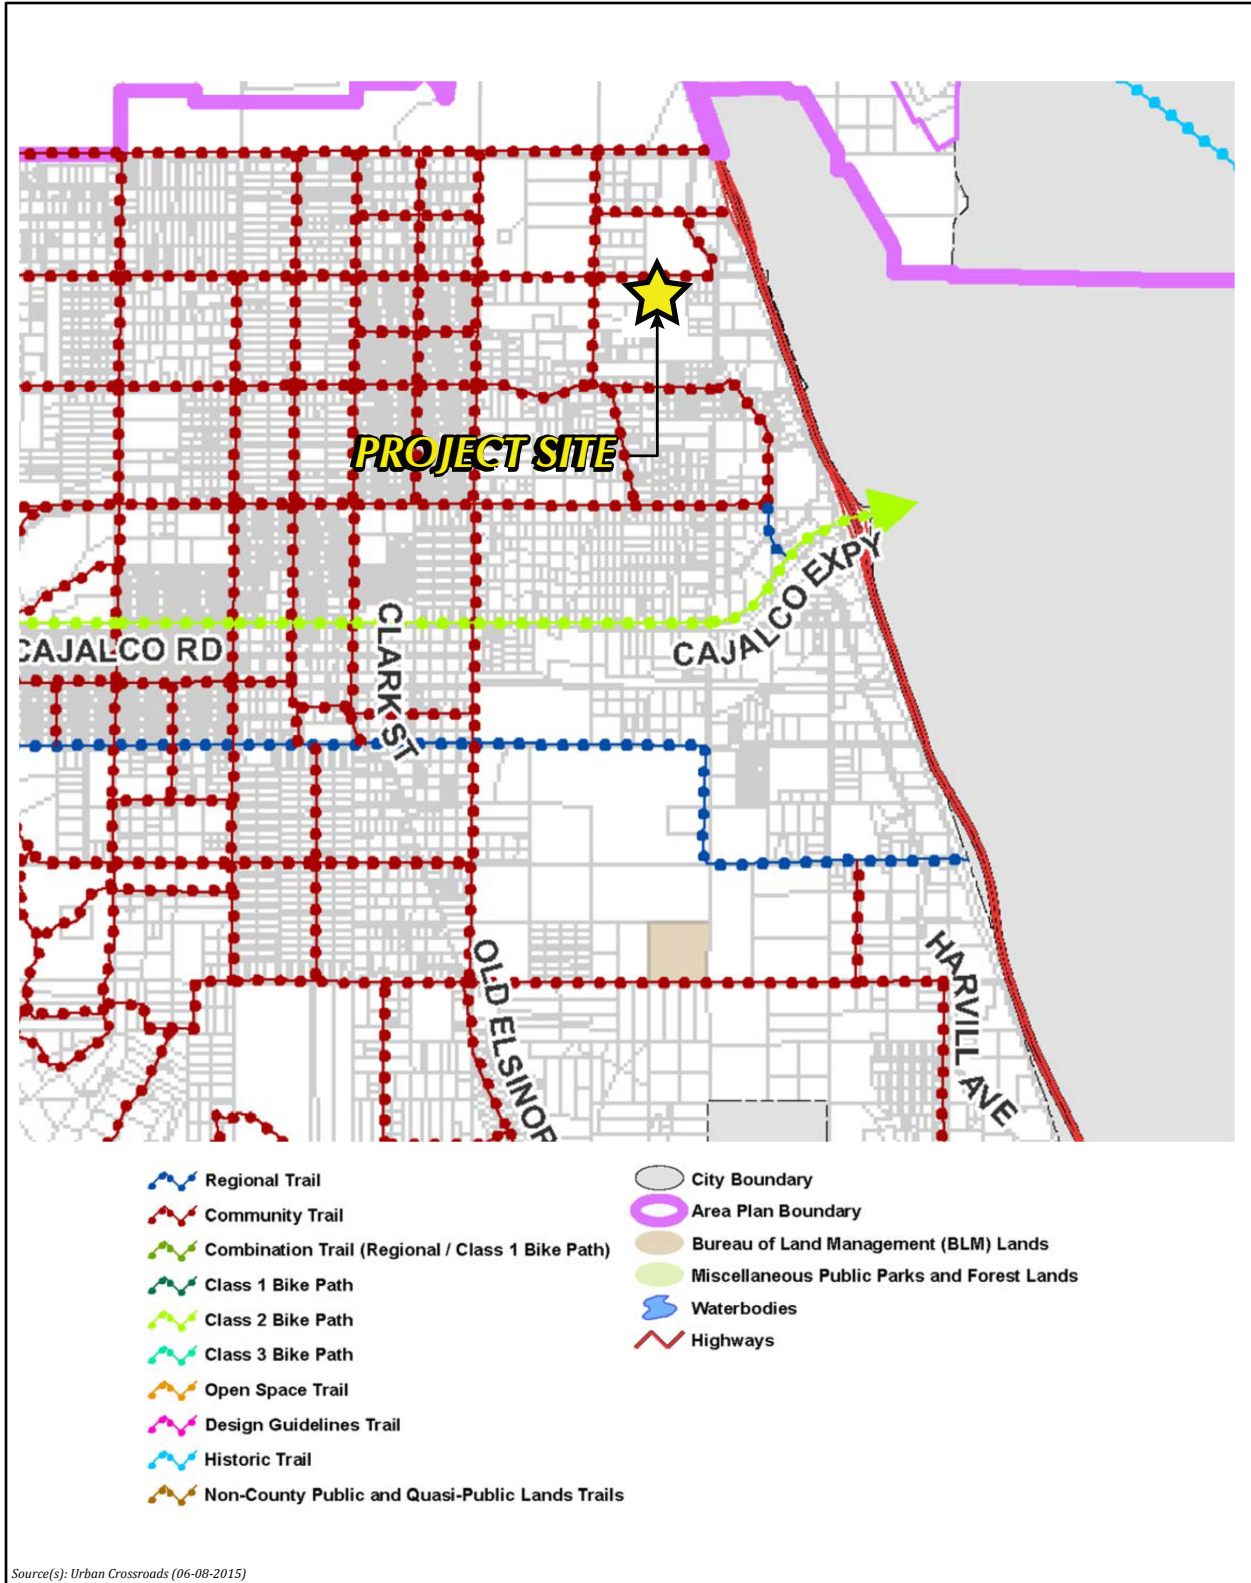 PROJECT SITE
CAJALCO EXPY
CAJALCO RD
CLARK ST
OLD ELSINOR
HARVILL AVE
Regional Trail
Community Trail
Combination Trail (Regional / Class 1 Bike Path)
Class 1 Bike Path
Class 2 Bike Path
Class 3 Bike Path
Open Space Trail
Design Guidelines Trail
Historic Trail
Non-County Public and Quasi-Public Lands Trails
City Boundary
Area Plan Boundary
Bureau of Land Management (BLM) Lands
Miscellaneous Public Parks and Forest Lands
Waterbodies
Highways
Source(s): Urban Crossroads (06-08-2015)